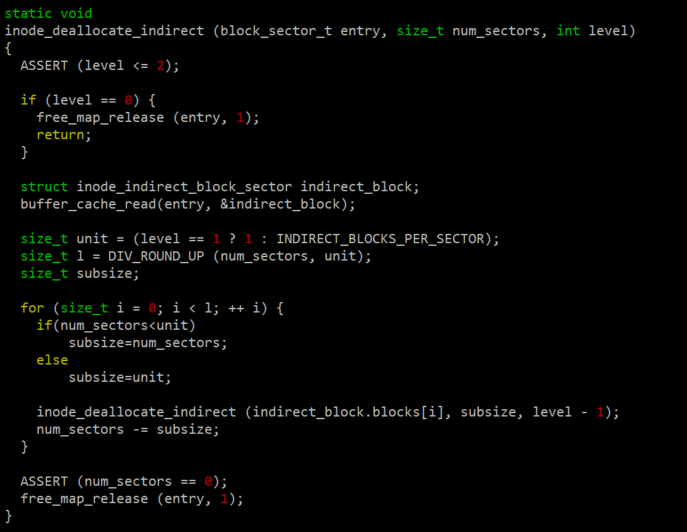 static void
inode_deallocate_indirect (block_sector_t entry, size_t num_sectors, int level)
{
  ASSERT (level <= 2);

  if (level == 0) {
    free_map_release (entry, 1);
    return;
  }

  struct inode_indirect_block_sector indirect_block;
  buffer_cache_read(entry, &indirect_block);

  size_t unit = (level == 1 ? 1 : INDIRECT_BLOCKS_PER_SECTOR);
  size_t l = DIV_ROUND_UP (num_sectors, unit);
  size_t subsize;

  for (size_t i = 0; i < l; ++ i) {
    if(num_sectors<unit)
        subsize=num_sectors;
    else
        subsize=unit;

    inode_deallocate_indirect (indirect_block.blocks[i], subsize, level - 1);
    num_sectors -= subsize;
  }

  ASSERT (num_sectors == 0);
  free_map_release (entry, 1);
}